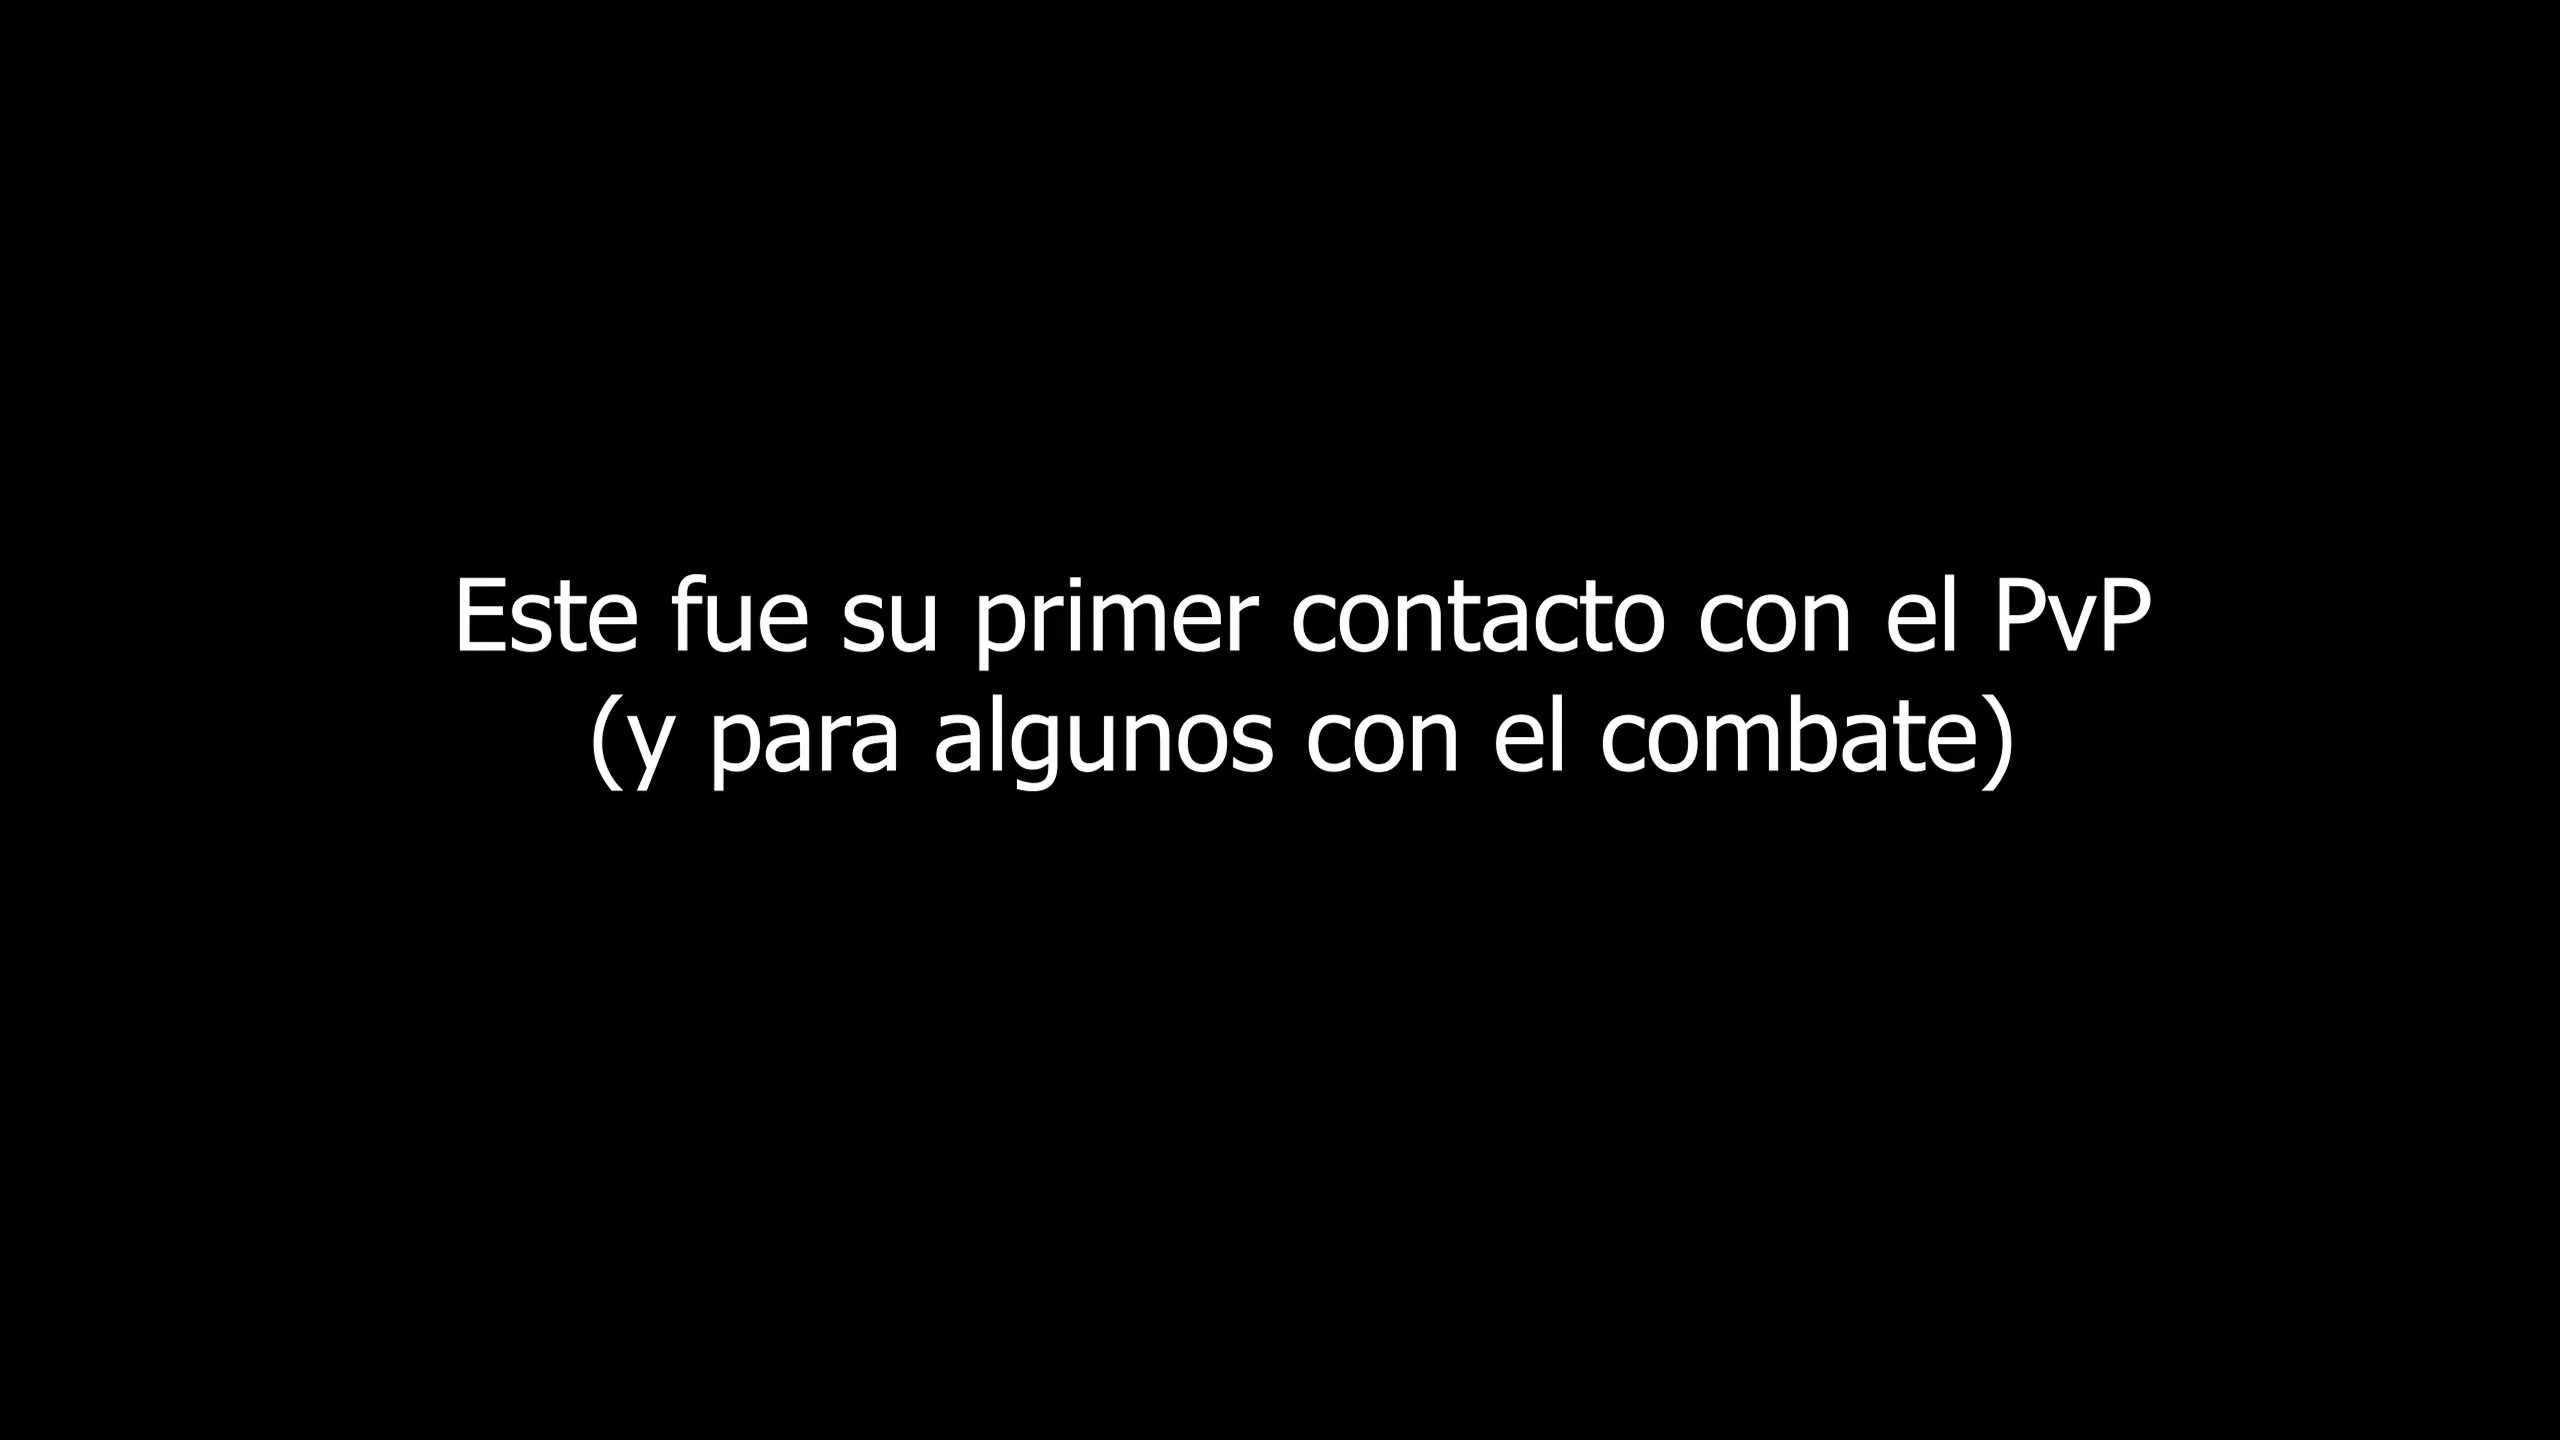 Este fue su primer contacto con el PvP
(y para algunos con el combate)